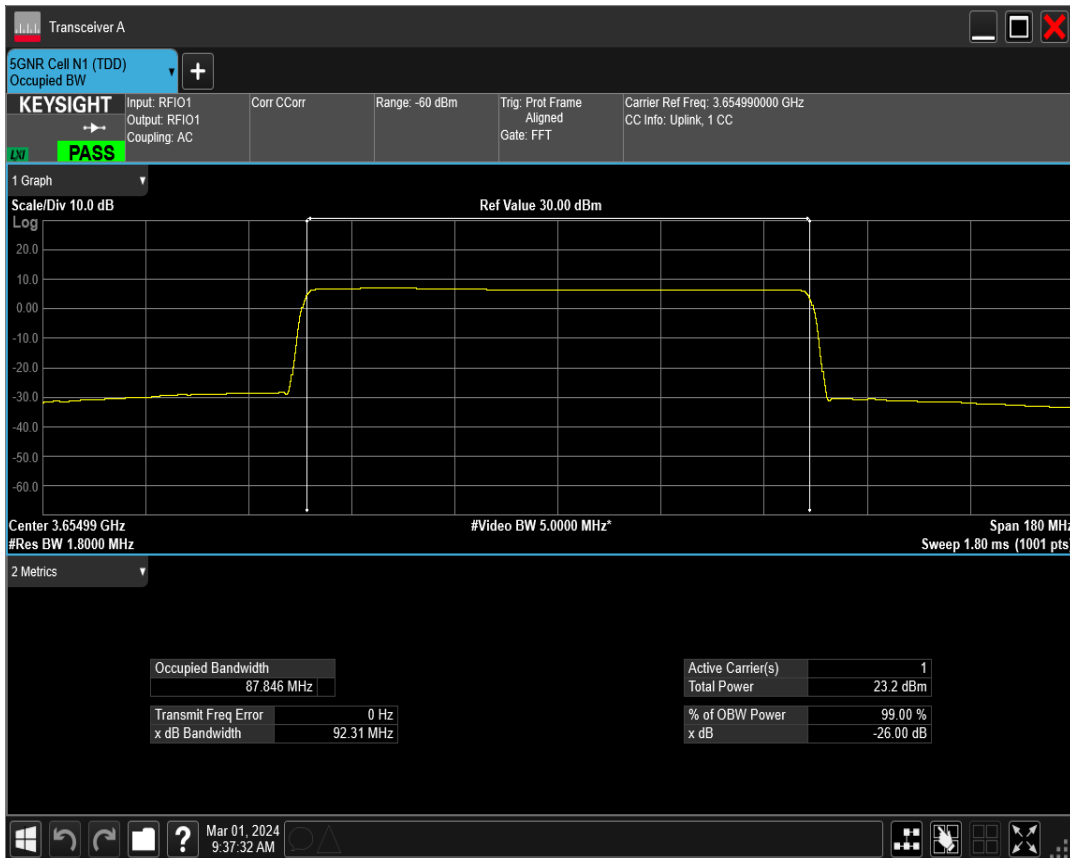 Transceiver A
5GNR Cell N1 (TDD)
Occupied BW
+
KEYSIGHT
LXI
PASS
Input: RFIO1
Output: RFIO1
Coupling: AC
Corr CCorr
Range: -60 dBm
Trig: Prot Frame
Aligned
Gate: FFT
Carrier Ref Freq: 3.654990000 GHz
CC Info: Uplink, 1 CC
1 Graph
Scale/Div 10.0 dB
Ref Value 30.00 dBm
Log
20.0
10.0
0.00
-10.0
-20.0
-30.0
-40.0
-50.0
-60.0
Center 3.65499 GHz
#Video BW 5.0000 MHz*
Span 180 MHz
#Res BW 1.8000 MHz
Sweep 1.80 ms (1001 pts)
2 Metrics
Occupied Bandwidth
87.846 MHz
Transmit Freq Error 0 Hz
x dB Bandwidth 92.31 MHz
Active Carrier(s) 1
Total Power 23.2 dBm
% of OBW Power 99.00 %
x dB -26.00 dB
?
Mar 01, 2024
9:37:32 AM